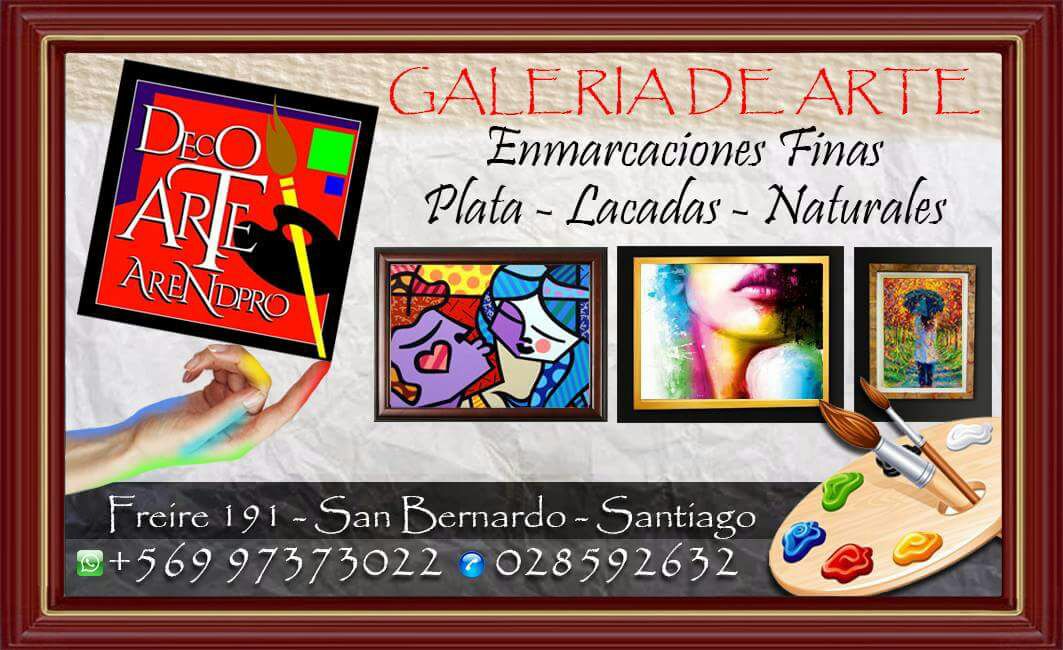 DECO
ARTE
ARENDPRO
GALERIA DE ARTE
Enmarcaciones Finas
Plata - Lacadas - Naturales
Freire 191 - San Bernardo - Santiago
+569 97373022 028592632